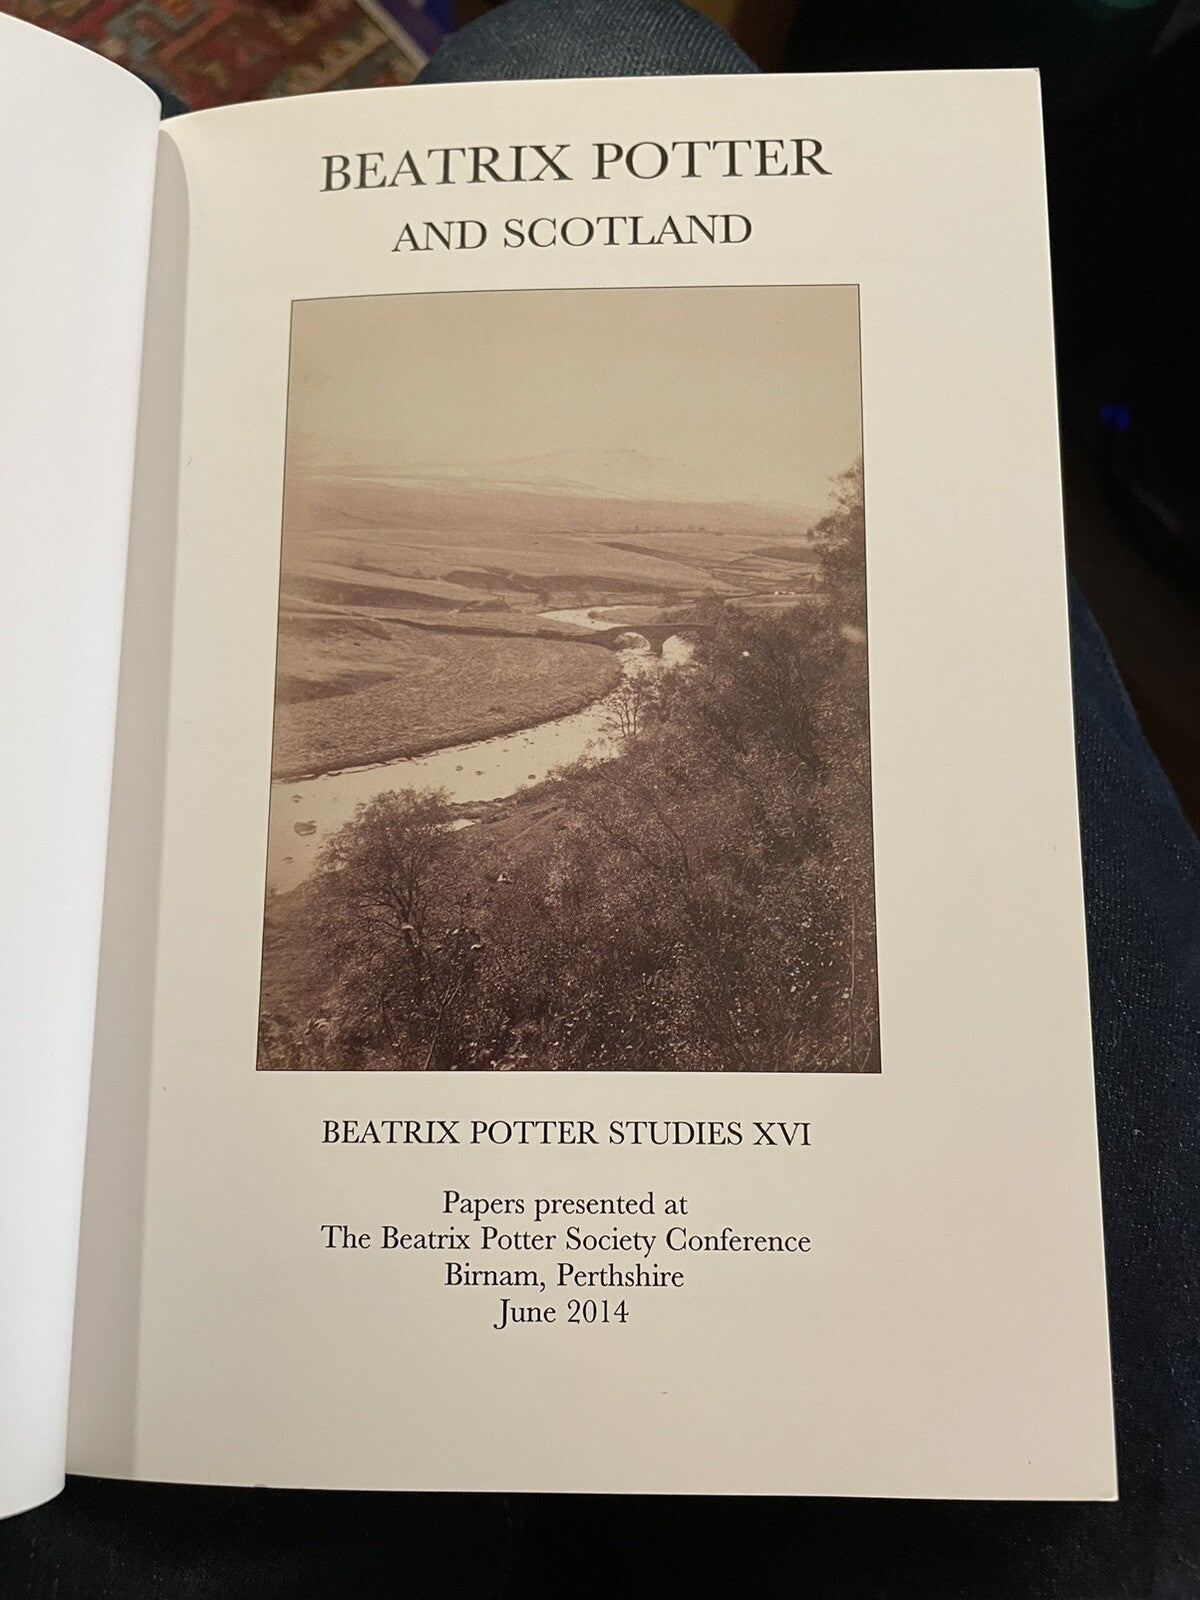 BEATRIX POTTER
AND SCOTLAND
BEATRIX POTTER STUDIES XVI
Papers presented at
The Beatrix Potter Society Conference
Birnam, Perthshire
June 2014